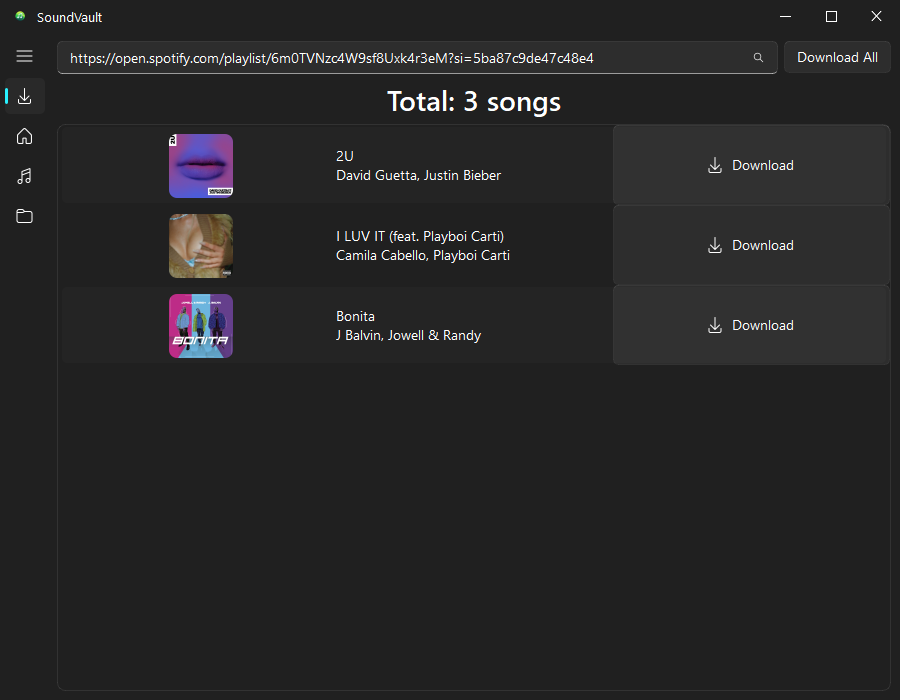 SoundVault
https://open.spotify.com/playlist/6m0TVNzc4W9sf8Uxk4r3eM?si=5ba87c9de47c48e4
Download All
Total: 3 songs
2U
David Guetta, Justin Bieber
Download
I LUV IT (feat. Playboi Carti)
Camila Cabello, Playboi Carti
Download
BONITA
Bonita
J Balvin, Jowell & Randy
Download